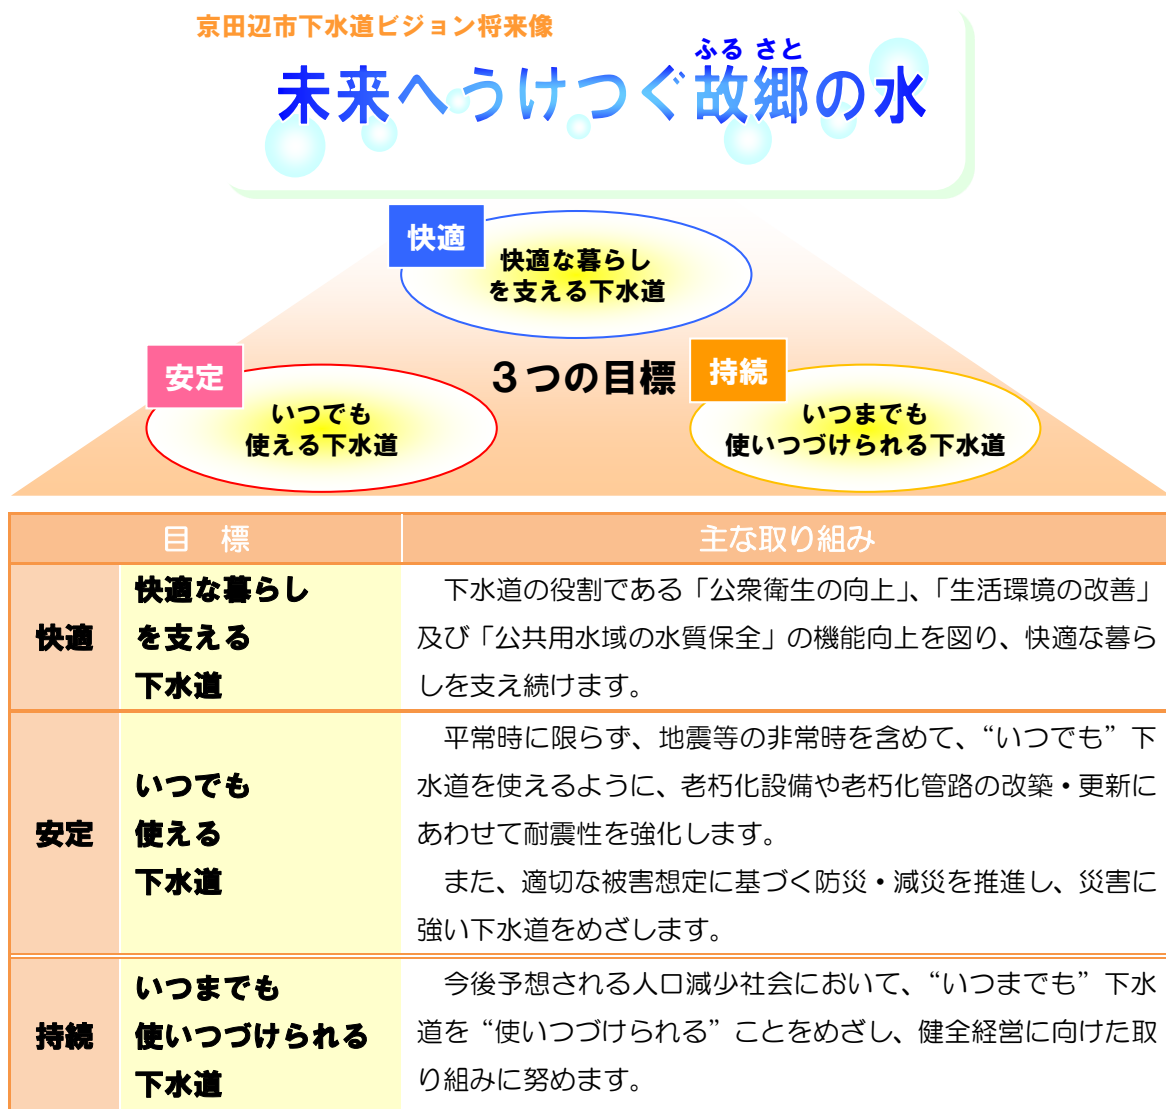 京田辺市下水道ビジョン将来像
ふる さと
未来へうけつぐ故郷の水
快適
快適な暮らし
を支える下水道
3つの目標
安定
いつでも
使える下水道
持続
いつまでも
使いつづけられる下水道
目　標
主な取り組み
快適
快適な暮らし
を支える
下水道
下水道の役割である「公衆衛生の向上」、「生活環境の改善」
及び「公共用水域の水質保全」の機能向上を図り、快適な暮ら
しを支え続けます。
安定
いつでも
使える
下水道
平常時に限らず、地震等の非常時を含めて、“いつでも”下
水道を使えるように、老朽化設備や老朽化管路の改築・更新に
あわせて耐震性を強化します。
また、適切な被害想定に基づく防災・減災を推進し、災害に
強い下水道をめざします。
持続
いつまでも
使いつづけられる
下水道
今後予想される人口減少社会において、“いつまでも”下水
道を“使いつづけられる”ことをめざし、健全経営に向けた取
り組みに努めます。